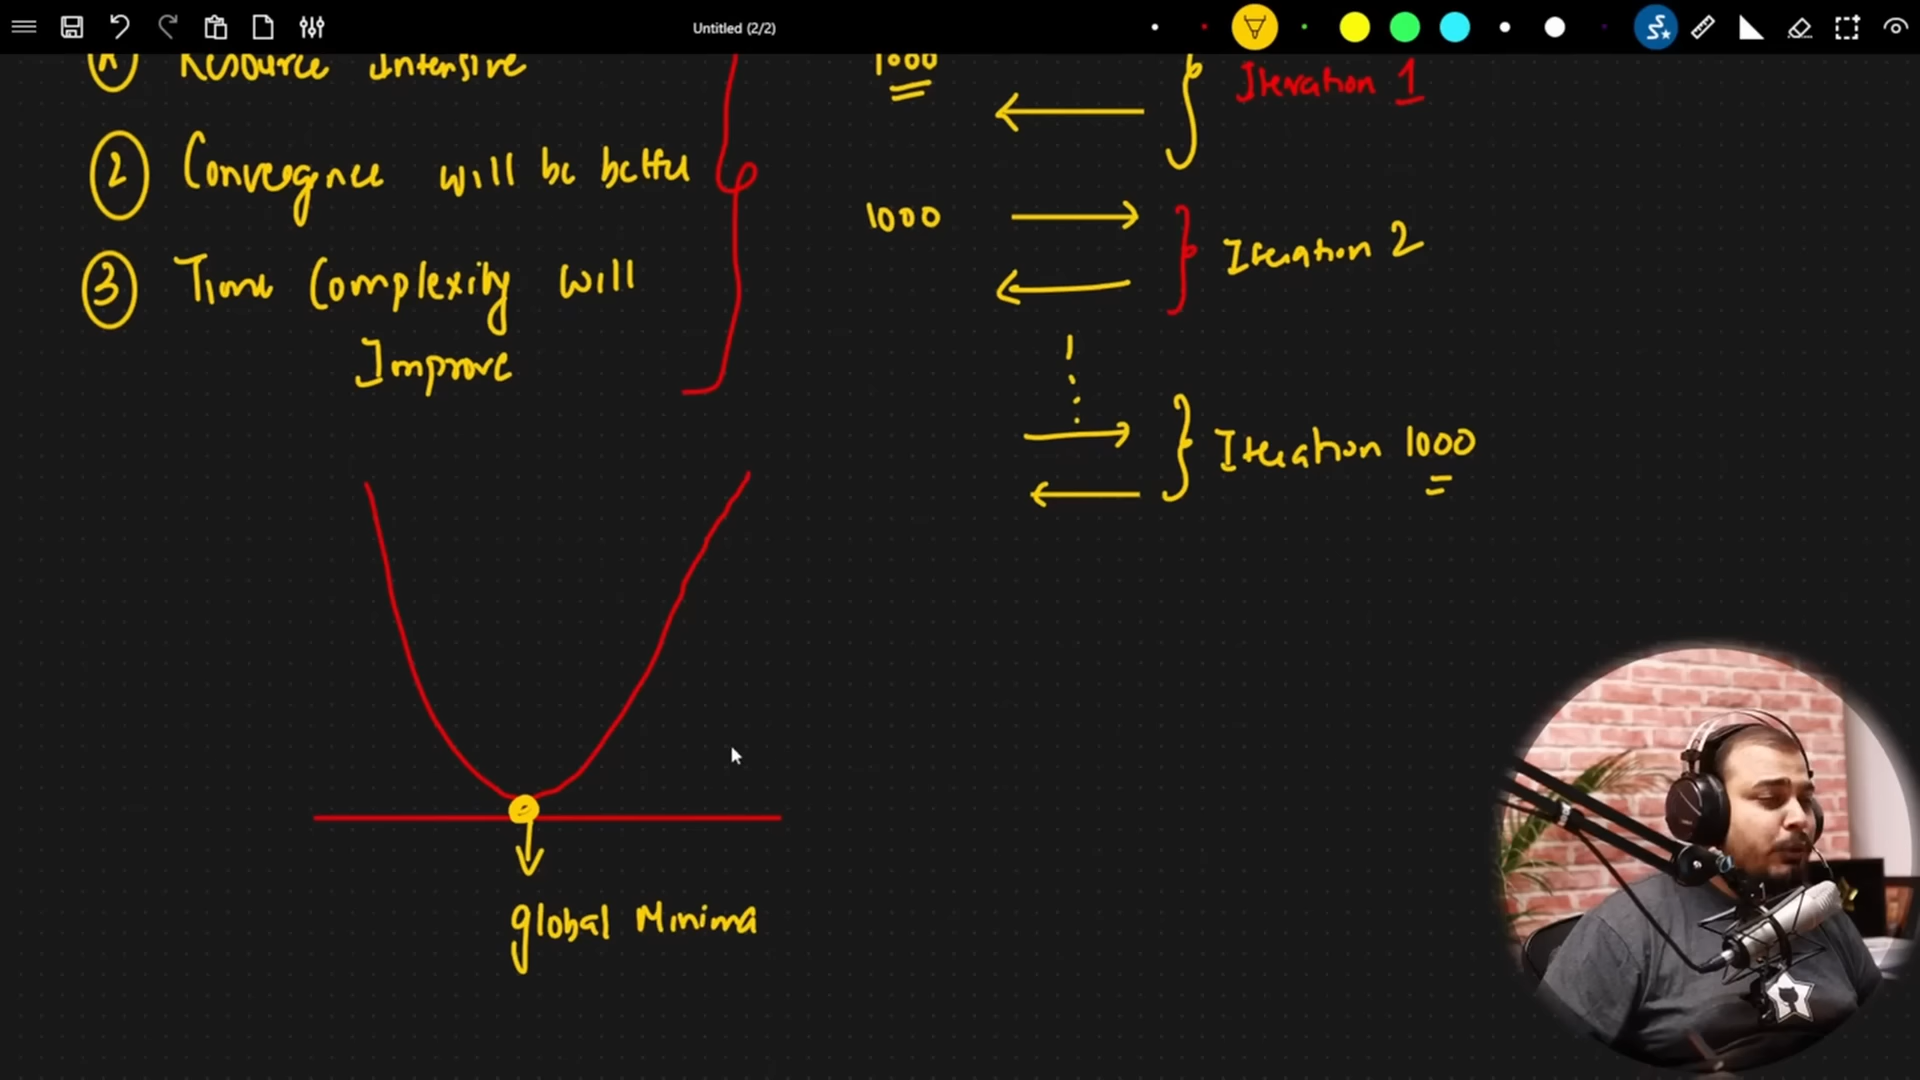 Untitled (2/2)
Resource Intensive
2 Convergence will be better
3 Time Complexity will
Improve
1000
Iteration 1
1000
Iteration 2
Iteration 1000
global Minima